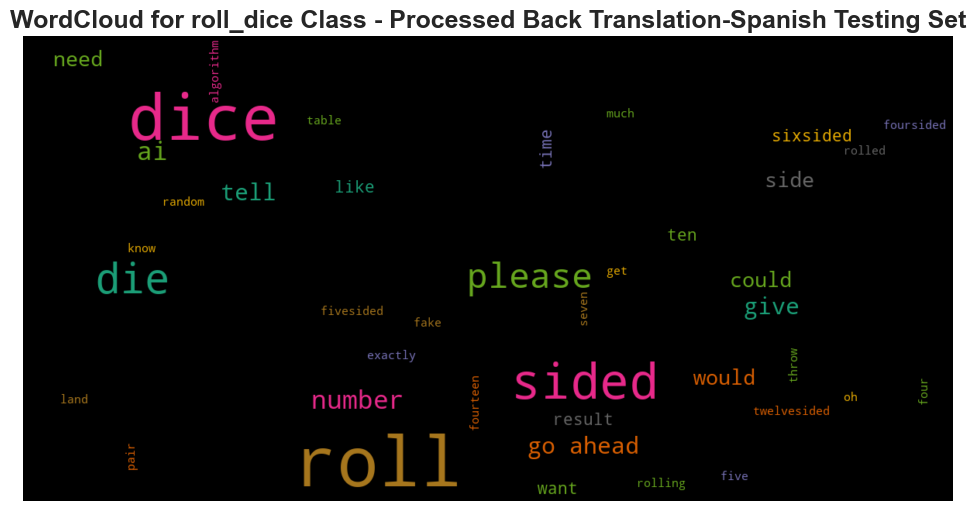 WordCloud for roll_dice Class - Processed Back Translation-Spanish Testing Set
need
algorithm
dice
table
much
foursided
sixsided
time
rolled
ai
side
tell
like
random
ten
know
die
please
get
could
give
seven
fivesided
fake
exactly
throw
sided
would
four
land
number
fourteen
oh
twelvesided
result
roll
go ahead
pair
want
rolling
five